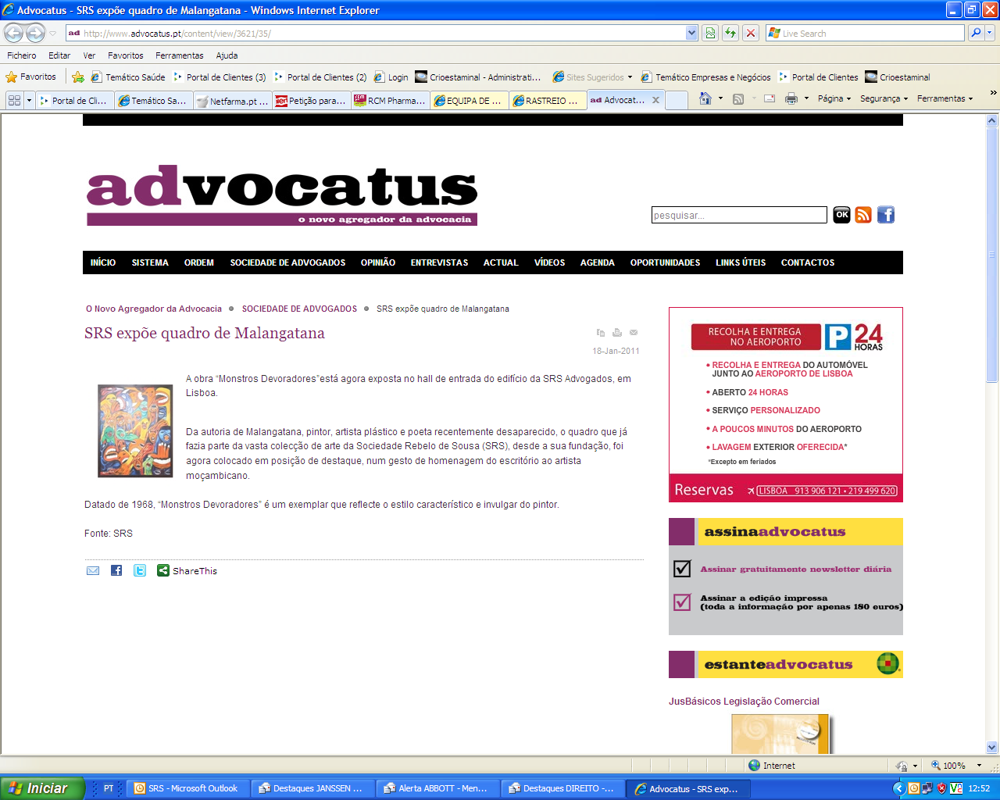 Advocatus - SRS expõe quadro de Malangatana - Windows Internet Explorer
ad http://www.advocatus.pt/content/view/3621/35/
Live Search
Ficheiro Editar Ver Favoritos Ferramentas Ajuda
Favoritos Temático Saúde Portal de Clientes (3) Portal de Clientes (2) Login Crioestaminal - Administrati... Sites Sugeridos Temático Empresas e Negócios Portal de Clientes Crioestaminal
Portal de Cli... Temático Sa... Netfarma.pt ... Petição para... RCM Pharma... EQUIPA DE ... RASTREIO ... ad Advocat... Página Segurança Ferramentas »
advocatus
o novo agregador da advocacia
pesquisar... OK
INÍCIO SISTEMA ORDEM SOCIEDADE DE ADVOGADOS OPINIÃO ENTREVISTAS ACTUAL VÍDEOS AGENDA OPORTUNIDADES LINKS ÚTEIS CONTACTOS
O Novo Agregador da Advocacia SOCIEDADE DE ADVOGADOS SRS expõe quadro de Malangatana
SRS expõe quadro de Malangatana
18-Jan-2011
A obra “Monstros Devoradores”está agora exposta no hall de entrada do edifício da SRS Advogados, em
Lisboa.
Da autoria de Malangatana, pintor, artista plástico e poeta recentemente desaparecido, o quadro que já
fazia parte da vasta colecção de arte da Sociedade Rebelo de Sousa (SRS), desde a sua fundação, foi
agora colocado em posição de destaque, num gesto de homenagem do escritório ao artista
moçambicano.
Datado de 1968, “Monstros Devoradores” é um exemplar que reflecte o estilo característico e invulgar do pintor.
Fonte: SRS
ShareThis
RECOLHA E ENTREGA
NO AEROPORTO
P 24
HORAS
• RECOLHA E ENTREGA DO AUTOMÓVEL
JUNTO AO AEROPORTO DE LISBOA
• ABERTO 24 HORAS
• SERVIÇO PERSONALIZADO
• A POUCOS MINUTOS DO AEROPORTO
• LAVAGEM EXTERIOR OFERECIDA*
*Excepto em feriados
Reservas LISBOA 913 906 121 • 219 499 620
assinaadvocatus
Assinar gratuitamente newsletter diária
Assinar a edição impressa
(toda a informação por apenas 180 euros)
estanteadvocatus
JusBásicos Legislação Comercial
Internet 100%
Iniciar PT SRS - Microsoft Outlook Destaques JANSSEN ... Alerta ABBOTT - Men... Destaques DIREITO -... Advocatus - SRS exp... 12:52